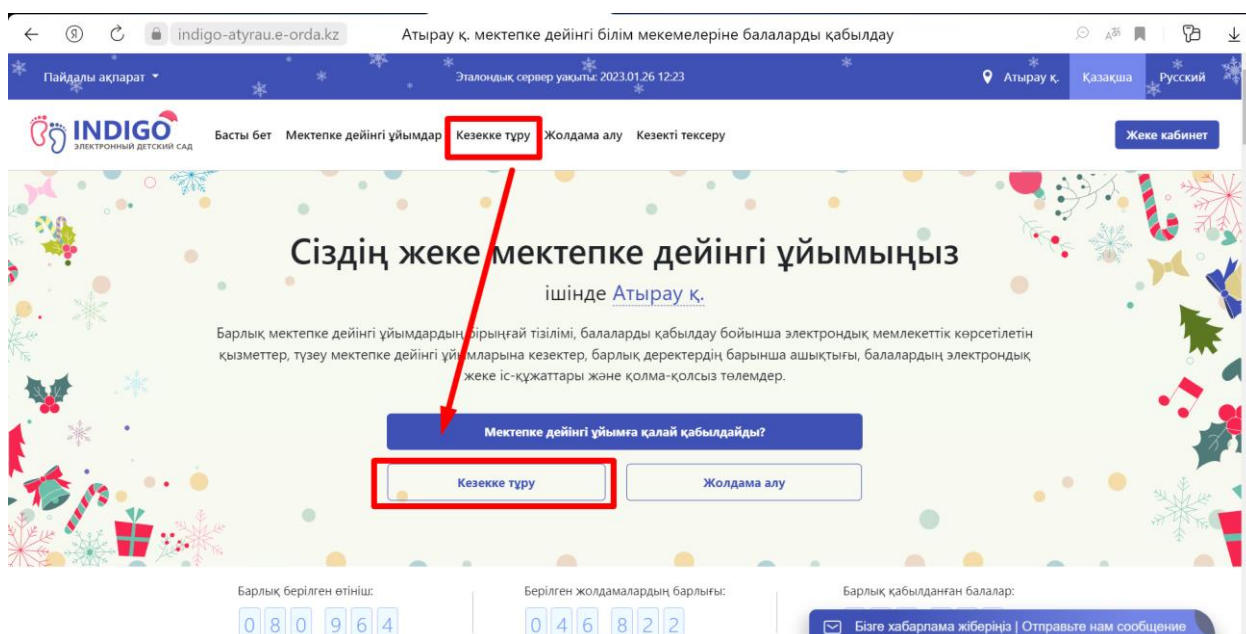 indigo-atyrau.e-orda.kz Атырау қ. мектепке дейінгі білім мекемелеріне балаларды қабылдау
Пайдалы ақпарат Эталондық сервер уақыты: 2023.01.26 12:23 Атырау қ. Қазақша Русский
INDIGO
ЭЛЕКТРОННЫЙ ДЕТСКИЙ САД
Басты бет Мектепке дейінгі ұйымдар Кезекке тұру Жолдама алу Кезекті тексеру Жеке кабинет
Сіздің жеке мектепке дейінгі ұйымыңыз
ішінде Атырау қ.
Барлық мектепке дейінгі ұйымдардың бірыңғай тізілімі, балаларды қабылдау бойынша электрондық мемлекеттік көрсетілетін
қызметтер, түзеу мектепке дейінгі ұйымларына кезектер, барлық деректердің барынша ашықтығы, балалардың электрондық
жеке іс-құжаттары және қолма-қолсыз төлемдер.
Мектепке дейінгі ұйымға қалай қабылдайды?
Кезекке тұру Жолдама алу
Барлық берілген өтініш: Берілген жолдамалардың барлығы: Барлық қабылданған балалар:
080 964 046 822
Бізге хабарлама жіберіңіз | Отправьте нам сообщение